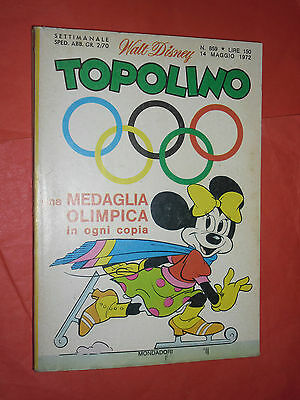 SETTIMANALE
SPED. ABB. GR. 2/70
Walt Disney
N. 859 * LIRE 150
14 MAGGIO 1972
TOPOLINO
na MEDAGLIA
OLIMPICA
in ogni copia
MONDADORI